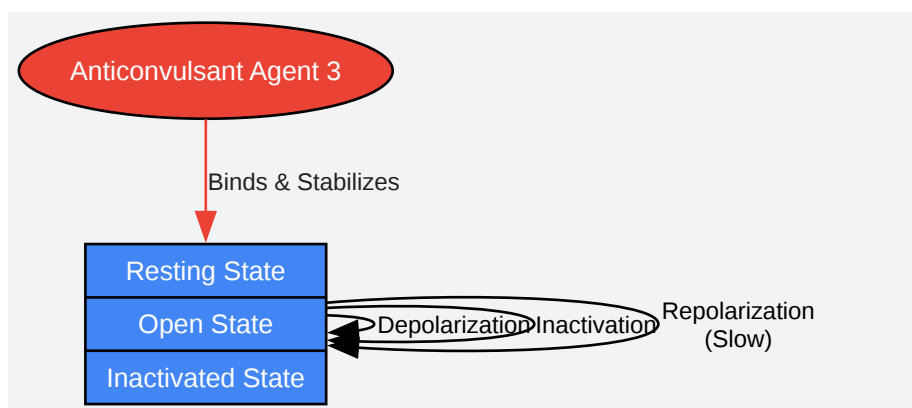 Anticonvulsant Agent 3
Binds & Stabilizes
Resting State
Open State
Inactivated State
Depolarization
Inactivation
Repolarization
(Slow)